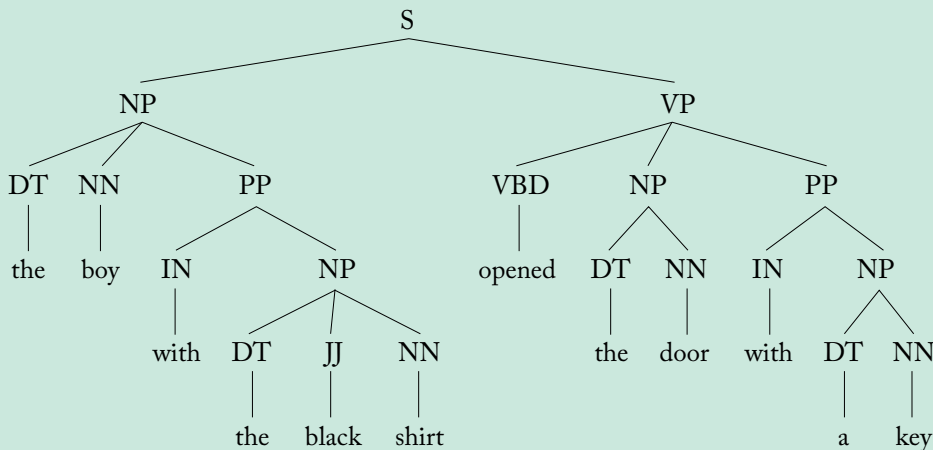 S
NP VP
DT NN PP VBD NP PP
the boy IN NP opened DT NN IN NP
with DT JJ NN the door with DT NN
the black shirt a key